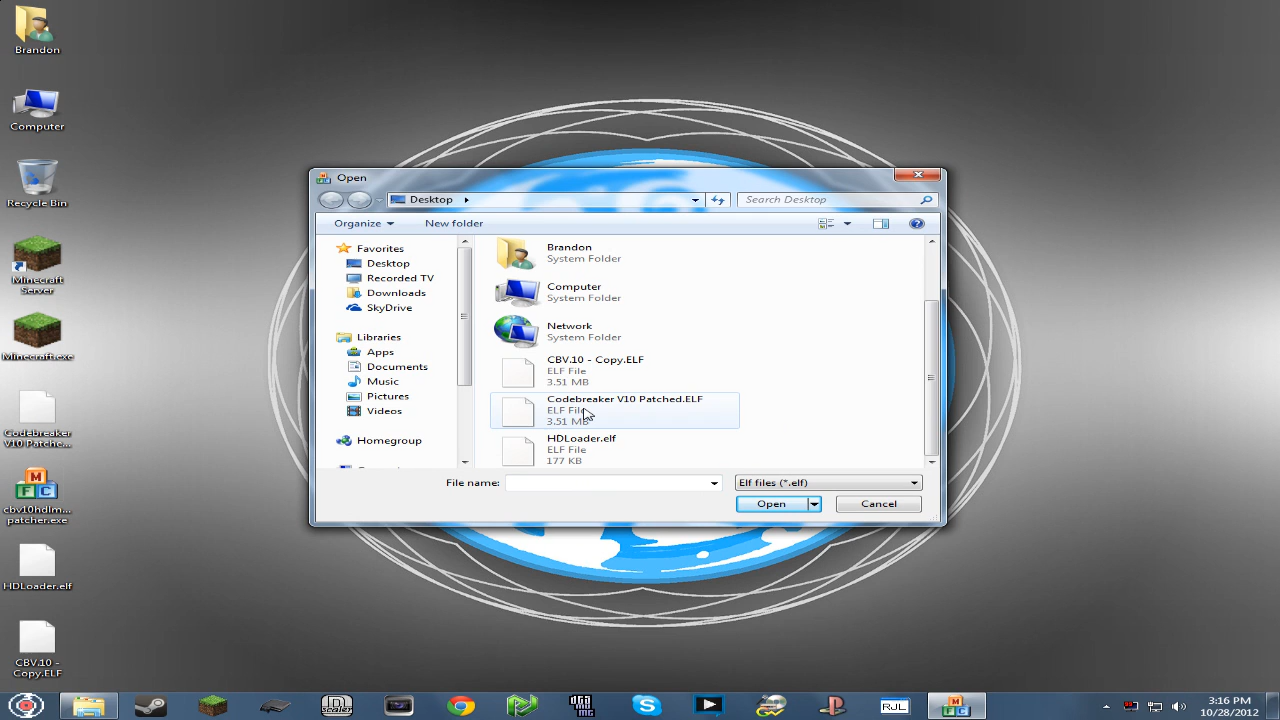 Brandon
Computer
Recycle Bin
Minecraft
Server
Minecraft.exe
Codebreaker
V10 Patche...
cbv10hdlm...
patcher.exe
HDLoader.elf
CBV.10 -
Copy.ELF
Open
Desktop
Search Desktop
Organize
New folder
Favorites
Desktop
Recorded TV
Downloads
SkyDrive
Libraries
Apps
Documents
Music
Pictures
Videos
Homegroup
Brandon
System Folder
Computer
System Folder
Network
System Folder
CBV.10 - Copy.ELF
ELF File
3.51 MB
Codebreaker V10 Patched.ELF
ELF File
3.51 MB
HDLoader.elf
ELF File
177 KB
File name:
Elf files (*.elf)
Open
Cancel
M
F
C
RJL
M
F
C
3:16 PM
10/28/2012